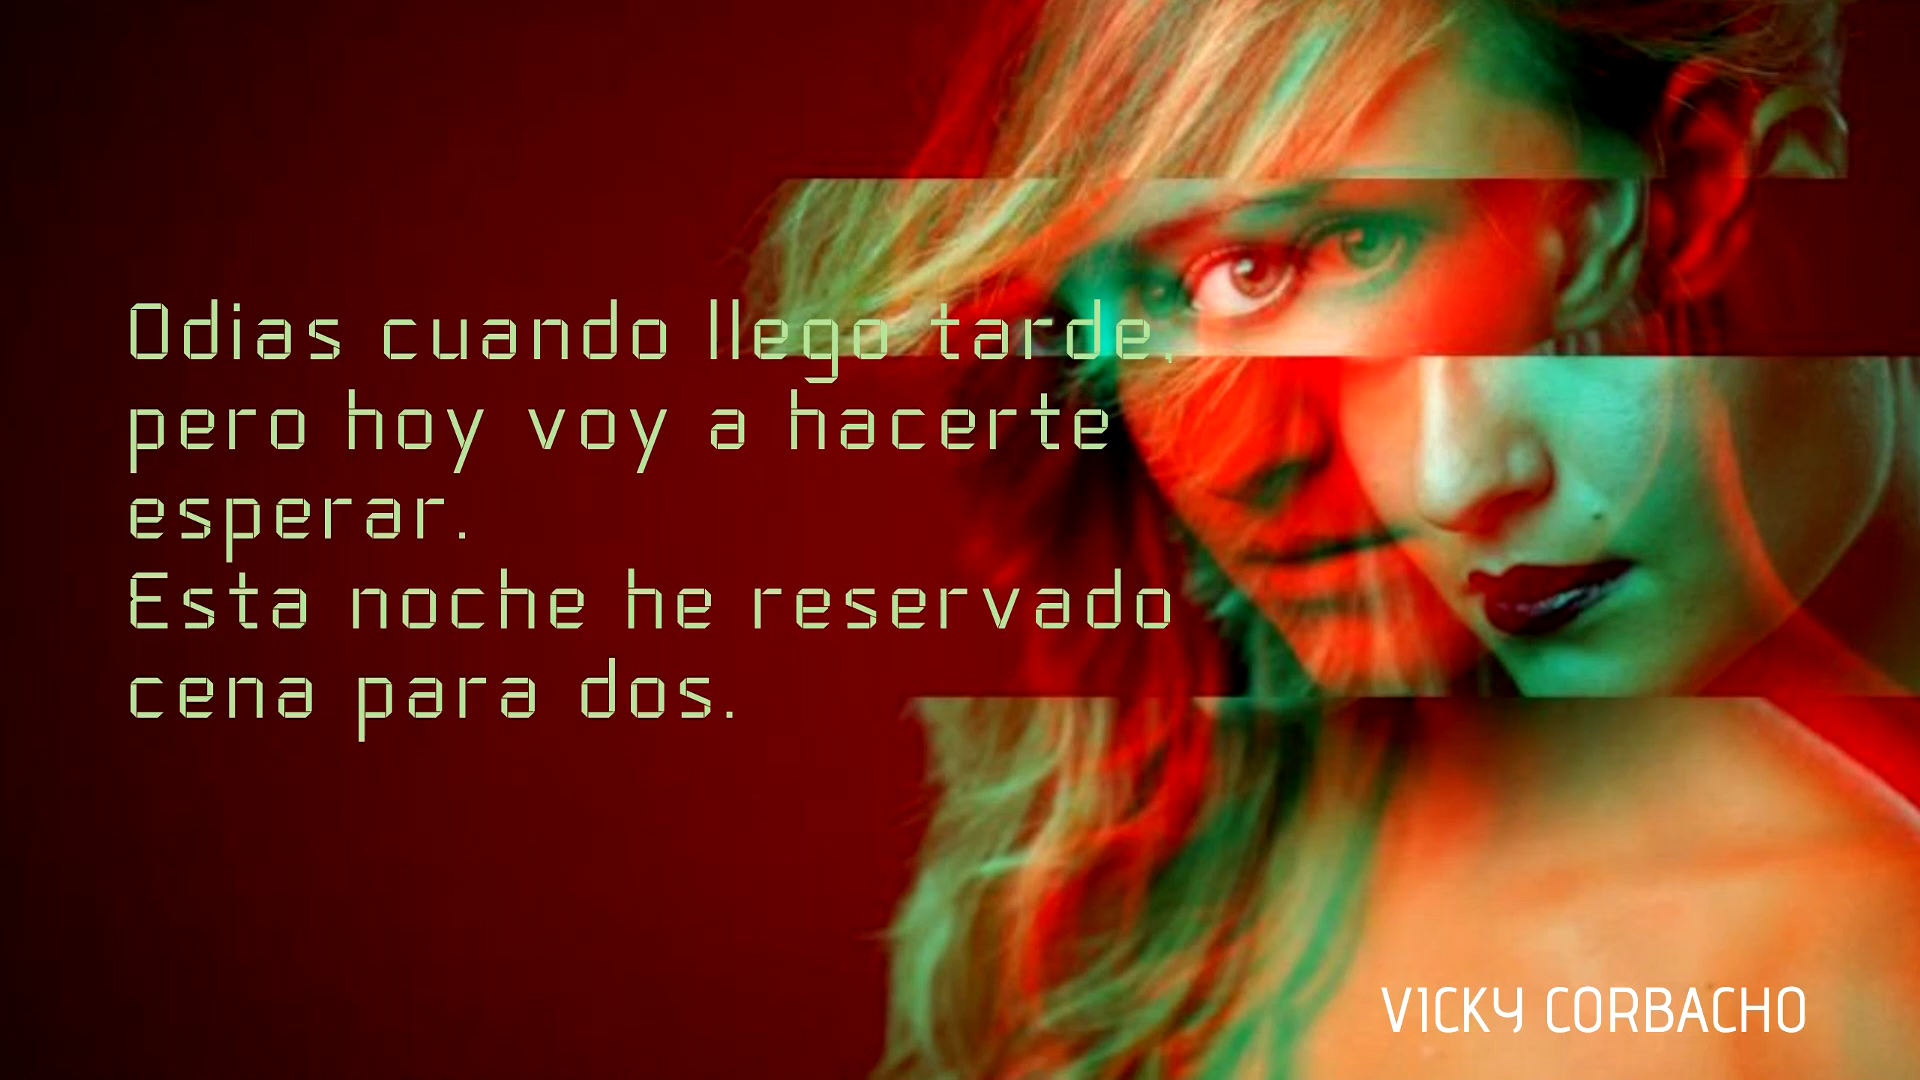 Odias cuando llego tarde,
pero hoy voy a hacerte
esperar.
Esta noche he reservado
cena para dos.
VICKY CORBACHO